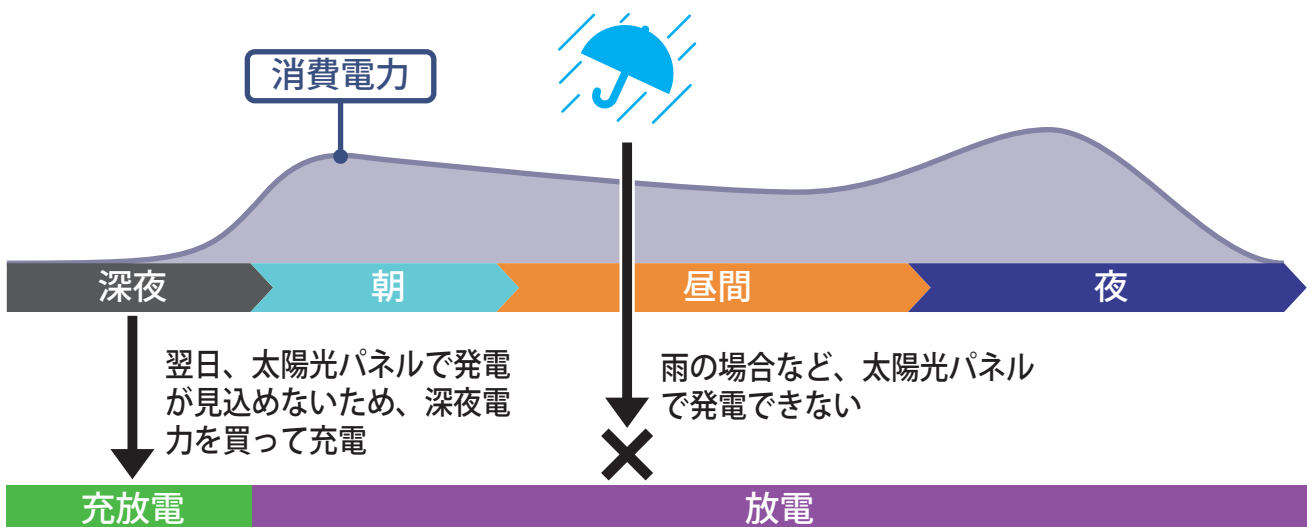 消費電力
深夜
朝
昼間
夜
翌日、太陽光パネルで発電
が見込めないため、深夜電
力を買って充電
雨の場合など、太陽光パネル
で発電できない
充放電
放電